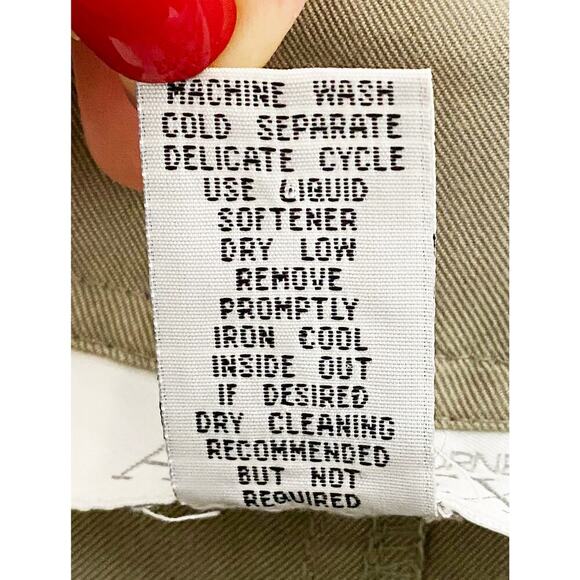 MACHINE WASH
COLD SEPARATE
DELICATE CYCLE
USE LIQUID
SOFTENER
DRY LOW
REMOVE
PROMPTLY
IRON COOL
INSIDE OUT
IF DESIRED
DRY CLEANING
RECOMMENDED
BUT NOT
REQUIRED